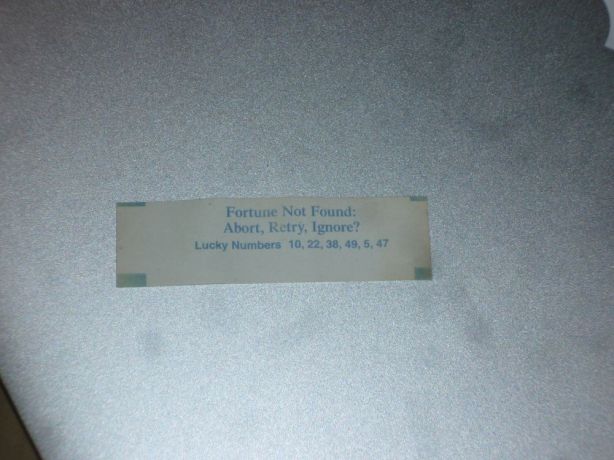 Fortune Not Found:
Abort, Retry, Ignore?
Lucky Numbers 10, 22, 38, 49, 5, 47